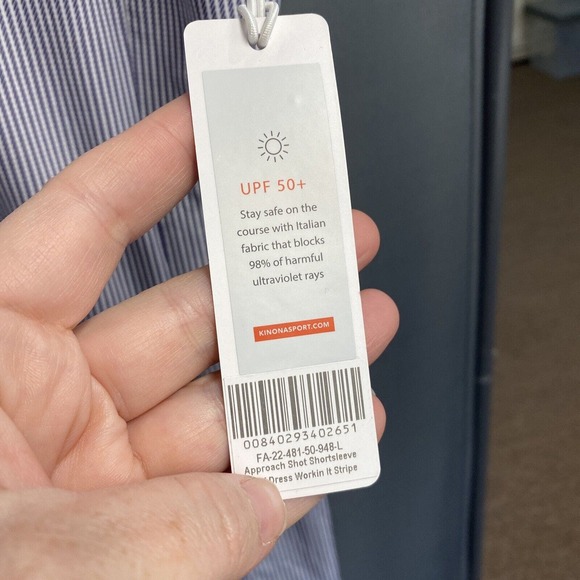 UPF 50+
Stay safe on the
course with Italian
fabric that blocks
98% of harmful
ultraviolet rays
KINONASPORT.COM
00840293402651
FA-22-481-50-948-L
Approach Shot Shortsleeve
Dress Workin It Stripe